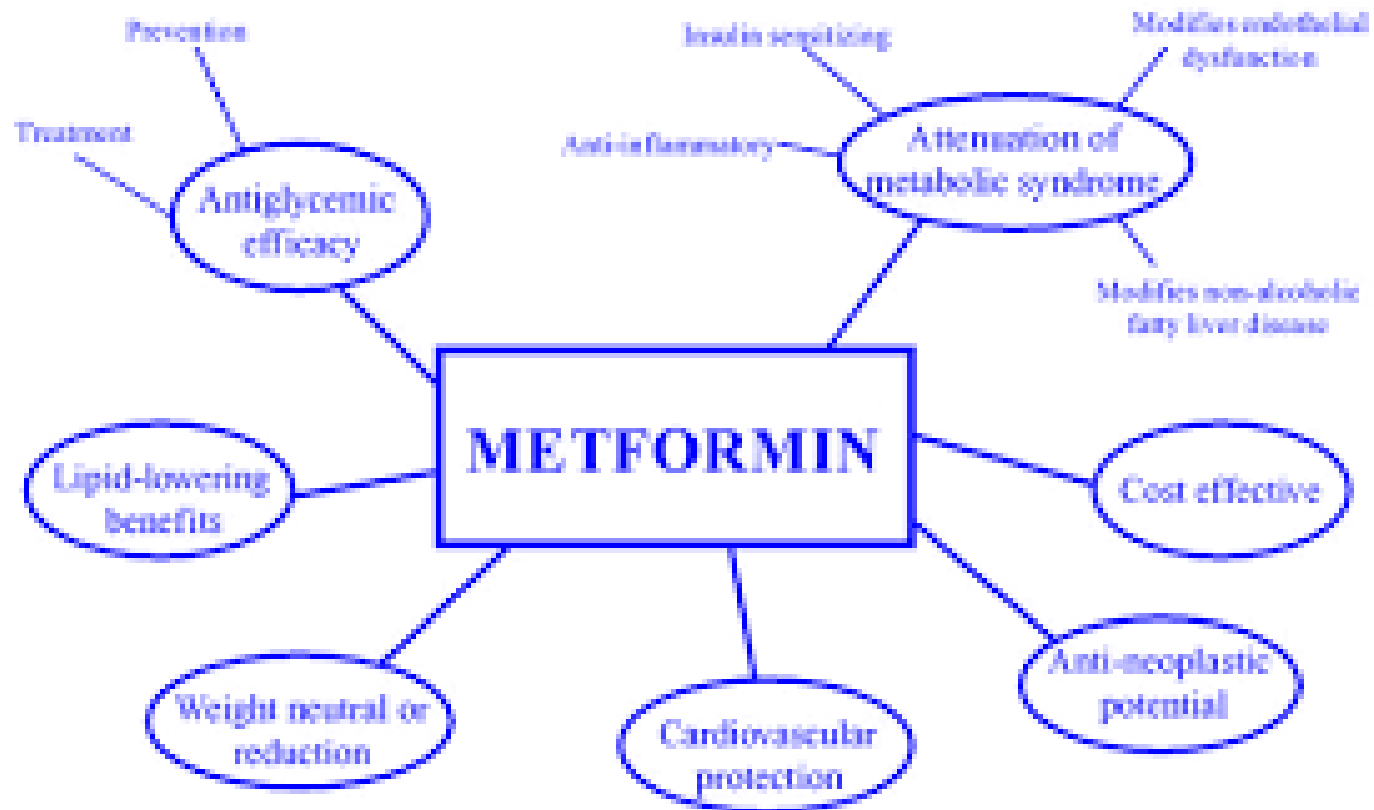 Prevention
Treatment
Antiglycemic
efficacy
Insulin sensitizing
Modifies endothelial
dysfunction
Anti-inflammatory
Attenuation of
metabolic syndrome
Modifies non-alcoholic
fatty liver disease
METFORMIN
Lipid-lowering
benefits
Cost effective
Weight neutral or
reduction
Cardiovascular
protection
Anti-neoplastic
potential